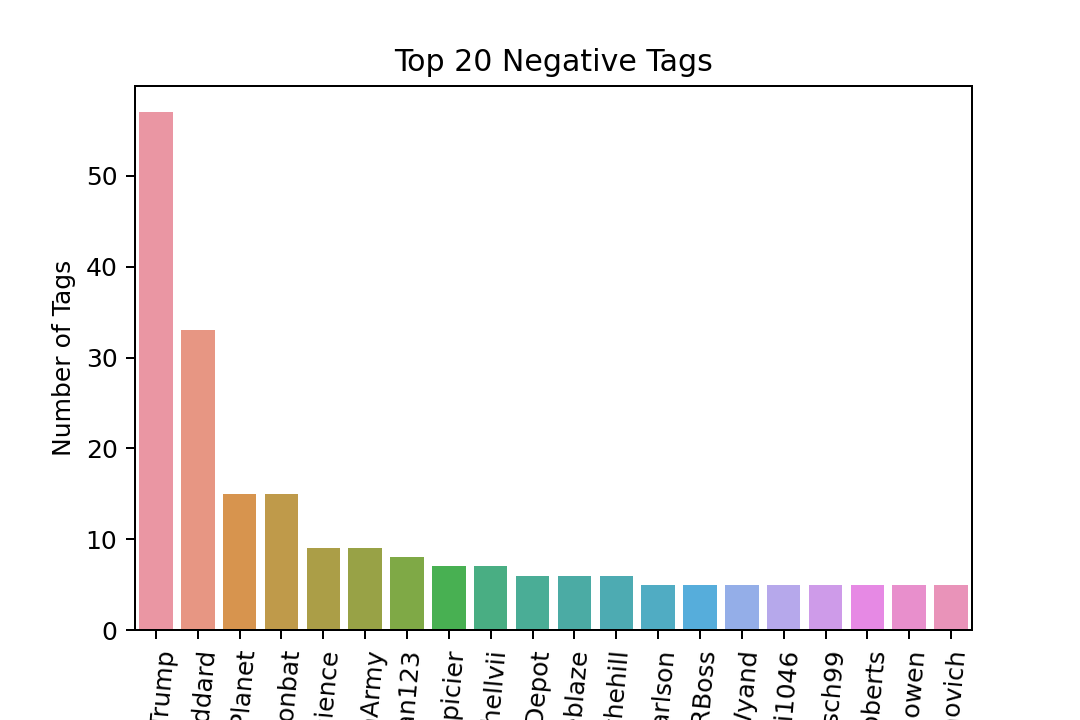 Top 20 Negative Tags
Number of Tags
50
40
30
20
10
0
Trump
ddard
Planet
onbat
ience
Army
an123
picier
hellvii
Depot
blaze
hehill
arlson
RBoss
yand
i1046
sch99
oberts
owen
ovich